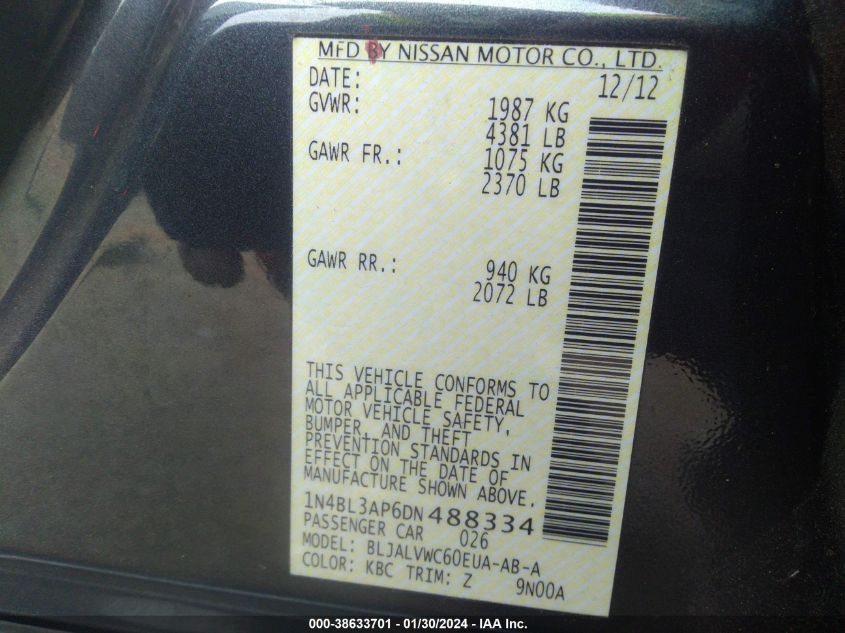 MFD BY NISSAN MOTOR CO., LTD.
DATE: 12/12
GVWR: 1987 KG
4381 LB
GAWR FR.: 1075 KG
2370 LB
GAWR RR.: 940 KG
2072 LB
THIS VEHICLE CONFORMS TO
ALL APPLICABLE FEDERAL
MOTOR VEHICLE SAFETY,
BUMPER, AND THEFT
PREVENTION STANDARDS IN
EFFECT ON THE DATE OF
MANUFACTURE SHOWN ABOVE.
1N4BL3AP6DN488334
PASSENGER CAR 026
MODEL: BLJALVWC60EUA-AB-A
COLOR: KBC TRIM: Z 9N00A
000-38633701 - 01/30/2024 - IAA Inc.